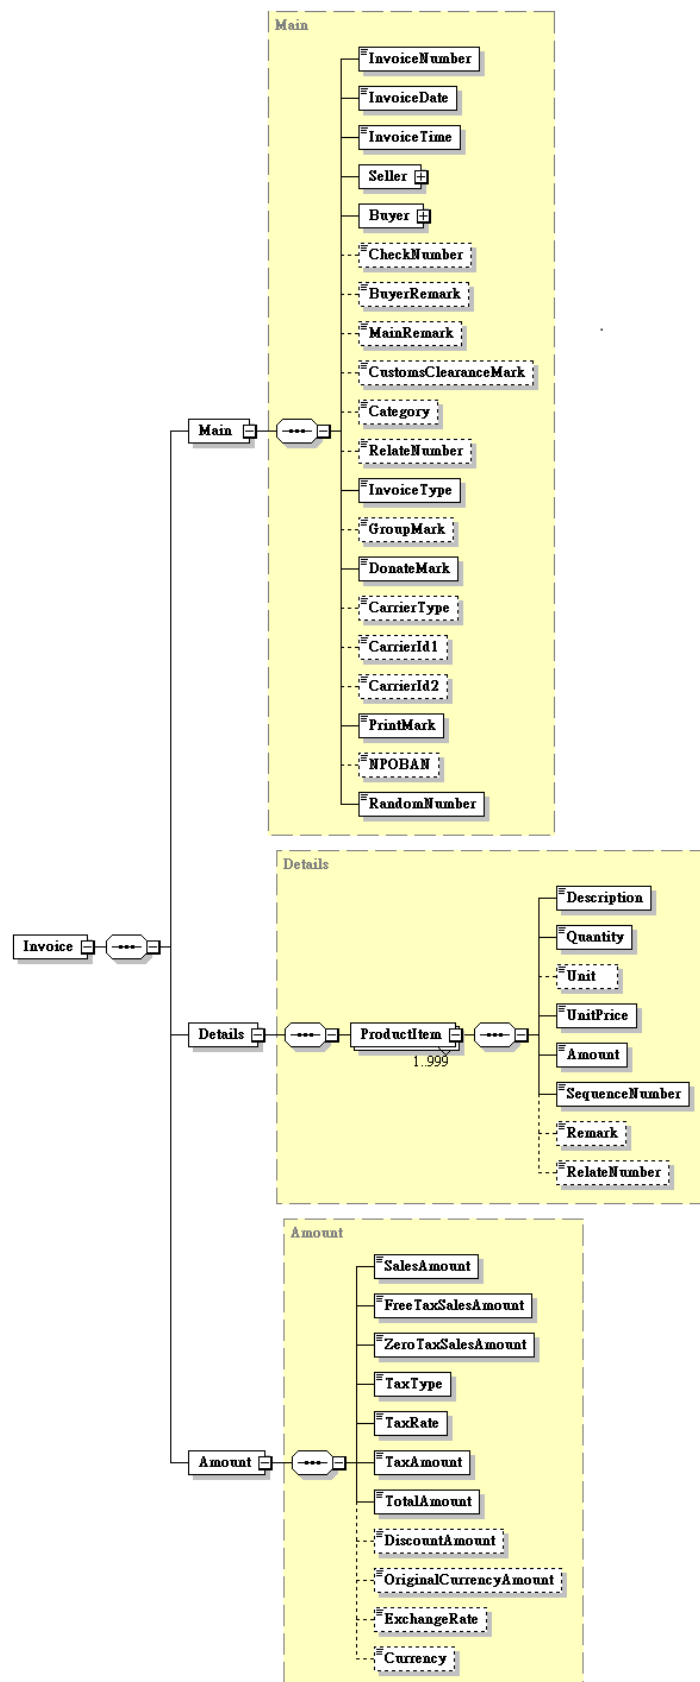 Main
InvoiceNumber
InvoiceDate
InvoiceTime
Seller
Buyer
CheckNumber
BuyerRemark
MainRemark
CustomsClearanceMark
Category
Main
RelateNumber
InvoiceType
GroupMark
DonateMark
CarrierType
CarrierId1
CarrierId2
PrintMark
NPOBAN
RandomNumber
Details
Description
Quantity
Invoice
Unit
UnitPrice
Details
ProductItem
1..999
Amount
SequenceNumber
Remark
RelateNumber
Amount
SalesAmount
FreeTaxSalesAmount
ZeroTaxSalesAmount
TaxType
TaxRate
Amount
TaxAmount
TotalAmount
DiscountAmount
OriginalCurrencyAmount
ExchangeRate
Currency